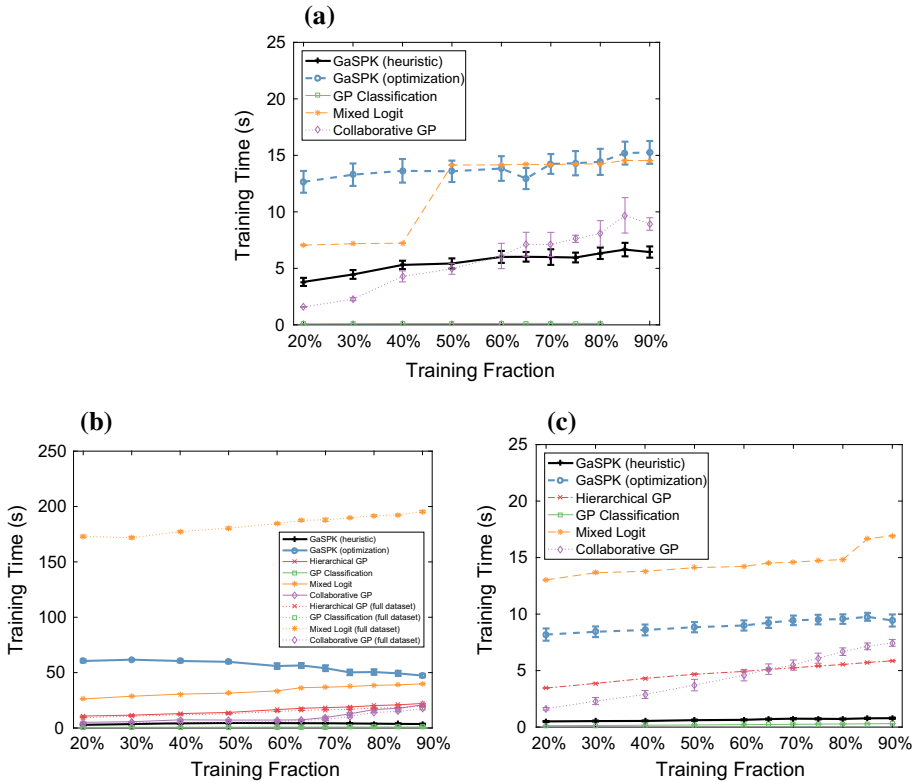 (a)
25
20
15
10
5
0
Training Time (s)
GaSPK (heuristic)
GaSPK (optimization)
GP Classification
Mixed Logit
Collaborative GP
20% 30% 40% 50% 60% 70% 80% 90%
Training Fraction
(b)
250
200
150
100
50
0
Training Time (s)
GaSPK (heuristic)
GaSPK (optimization)
Hierarchical GP
GP Classification
Mixed Logit
Collaborative GP
Hierarchical GP (full dataset)
GP Classification (full dataset)
Mixed Logit (full dataset)
Collaborative GP (full dataset)
20% 30% 40% 50% 60% 70% 80% 90%
Training Fraction
(c)
25
20
15
10
5
0
Training Time (s)
GaSPK (heuristic)
GaSPK (optimization)
Hierarchical GP
GP Classification
Mixed Logit
Collaborative GP
20% 30% 40% 50% 60% 70% 80% 90%
Training Fraction